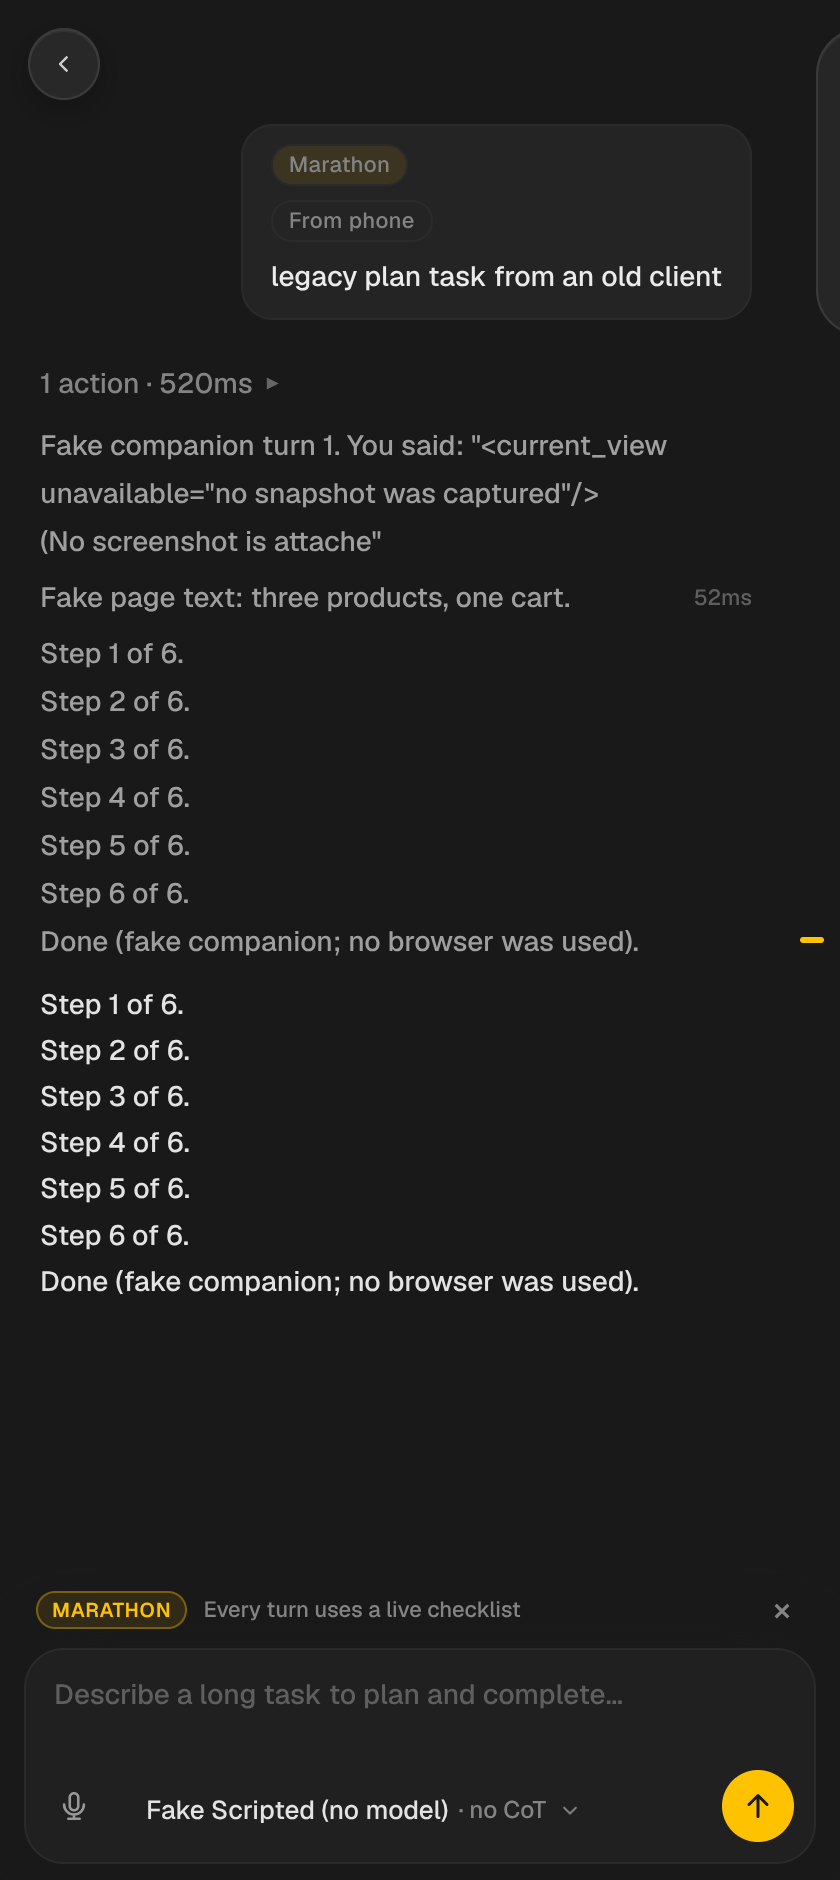 Marathon
From phone
legacy plan task from an old client
1 action · 520ms ▸
Fake companion turn 1. You said: "<current_view
unavailable="no snapshot was captured"/>
(No screenshot is attache"
Fake page text: three products, one cart. 52ms
Step 1 of 6.
Step 2 of 6.
Step 3 of 6.
Step 4 of 6.
Step 5 of 6.
Step 6 of 6.
Done (fake companion; no browser was used).
Step 1 of 6.
Step 2 of 6.
Step 3 of 6.
Step 4 of 6.
Step 5 of 6.
Step 6 of 6.
Done (fake companion; no browser was used).
MARATHON Every turn uses a live checklist
Describe a long task to plan and complete…
Fake Scripted (no model) · no CoT